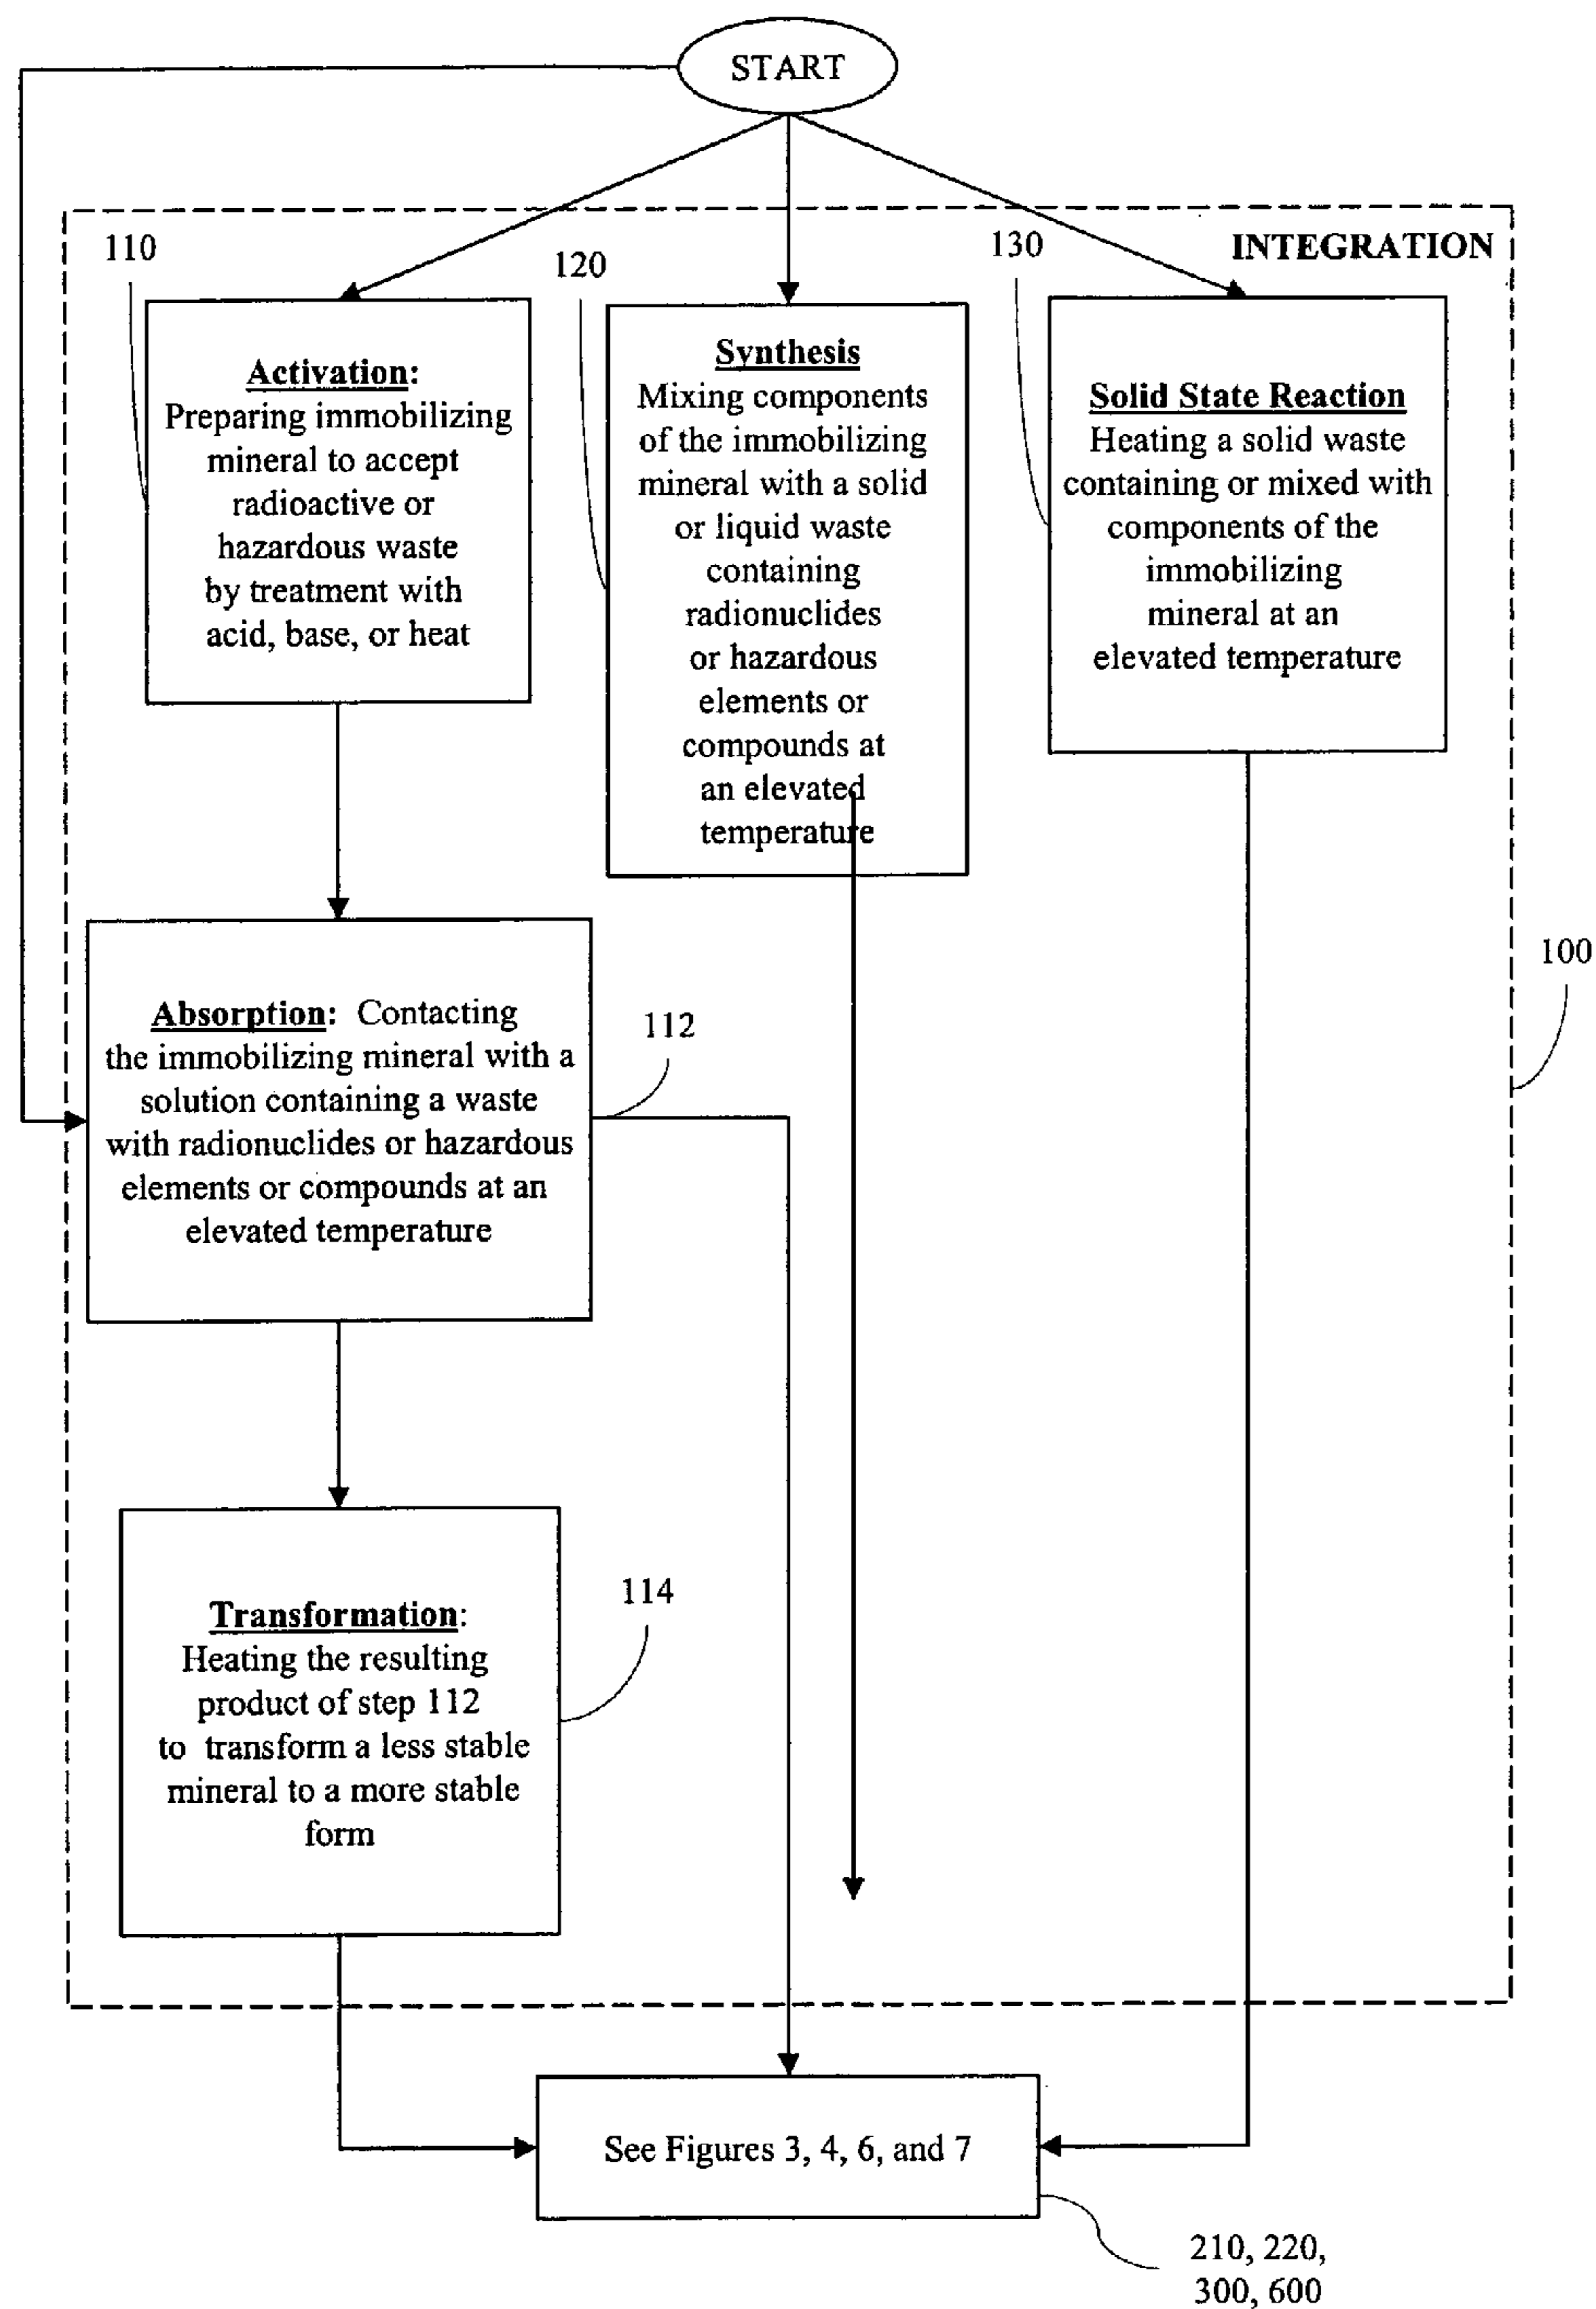 START
INTEGRATION
110
120
130
Activation:
Preparing immobilizing
mineral to accept
radioactive or
hazardous waste
by treatment with
acid, base, or heat
Synthesis
Mixing components
of the immobilizing
mineral with a solid
or liquid waste
containing
radionuclides
or hazardous
elements or
compounds at
an elevated
temperature
Solid State Reaction
Heating a solid waste
containing or mixed with
components of the
immobilizing
mineral at an
elevated temperature
100
Absorption: Contacting
the immobilizing mineral with a
solution containing a waste
with radionuclides or hazardous
elements or compounds at an
elevated temperature
112
Transformation:
Heating the resulting
product of step 112
to transform a less stable
mineral to a more stable
form
114
See Figures 3, 4, 6, and 7
210, 220,
300, 600